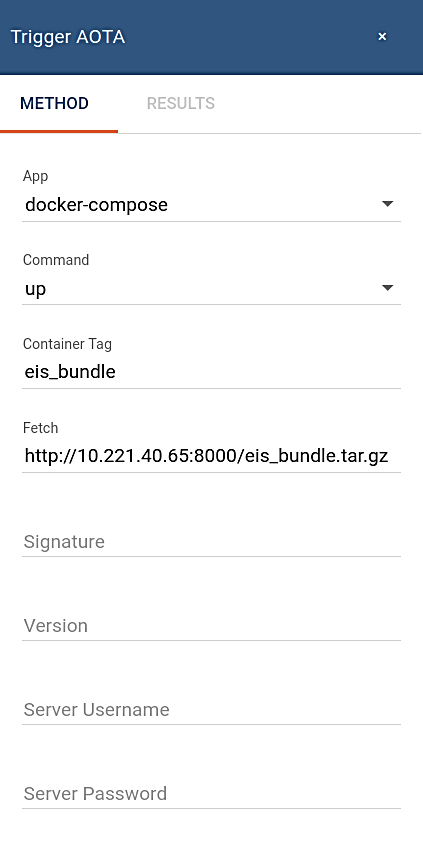 Trigger AOTA ×
METHOD RESULTS
App
docker-compose
Command
up
Container Tag
eis_bundle
Fetch
http://10.221.40.65:8000/eis_bundle.tar.gz
Signature
Version
Server Username
Server Password